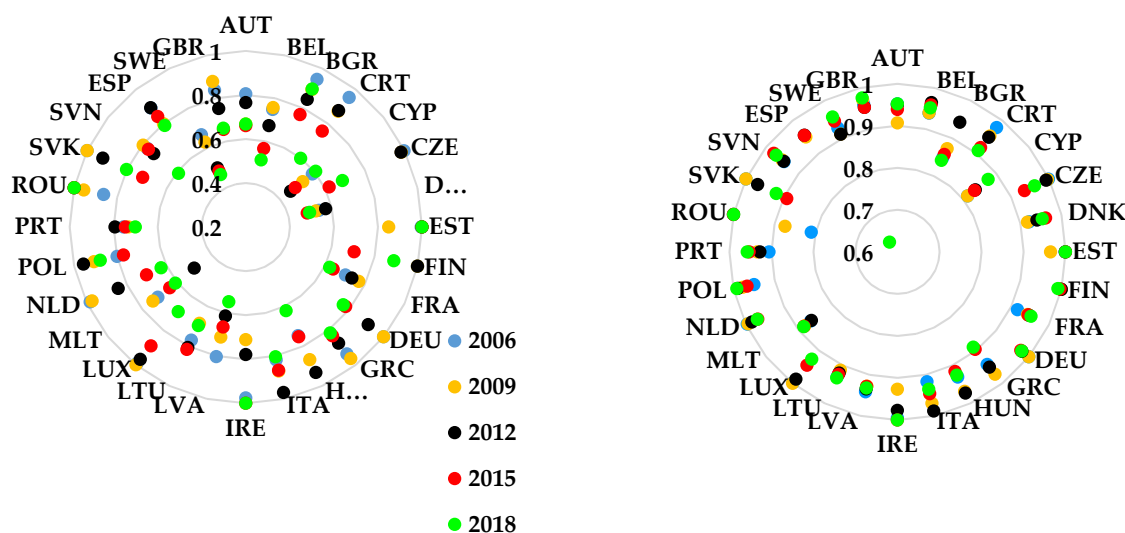 AUT
BEL
BGR
CRT
CYP
CZE
D...
EST
FIN
FRA
DEU
GRC
H...
ITA
IRE
LVA
LTU
LUX
MLT
NLD
POL
PRT
ROU
SVK
SVN
ESP
SWE
GBR
1
0.8
0.6
0.4
0.2
2006
2009
2012
2015
2018
AUT
BEL
BGR
CRT
CYP
CZE
DNK
EST
FIN
FRA
DEU
GRC
HUN
ITA
IRE
LVA
LTU
LUX
MLT
NLD
POL
PRT
ROU
SVK
SVN
ESP
SWE
GBR
1
0.9
0.8
0.7
0.6